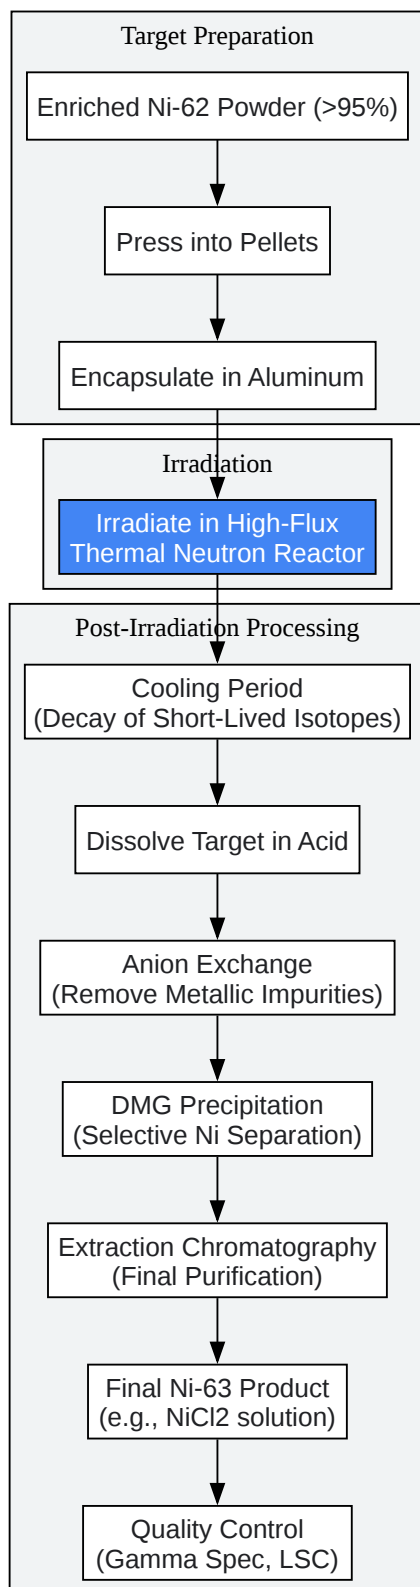 Target Preparation
Enriched Ni-62 Powder (>95%)
Press into Pellets
Encapsulate in Aluminum
Irradiation
Irradiate in High-Flux
Thermal Neutron Reactor
Post-Irradiation Processing
Cooling Period
(Decay of Short-Lived Isotopes)
Dissolve Target in Acid
Anion Exchange
(Remove Metallic Impurities)
DMG Precipitation
(Selective Ni Separation)
Extraction Chromatography
(Final Purification)
Final Ni-63 Product
(e.g., NiCl2 solution)
Quality Control
(Gamma Spec, LSC)